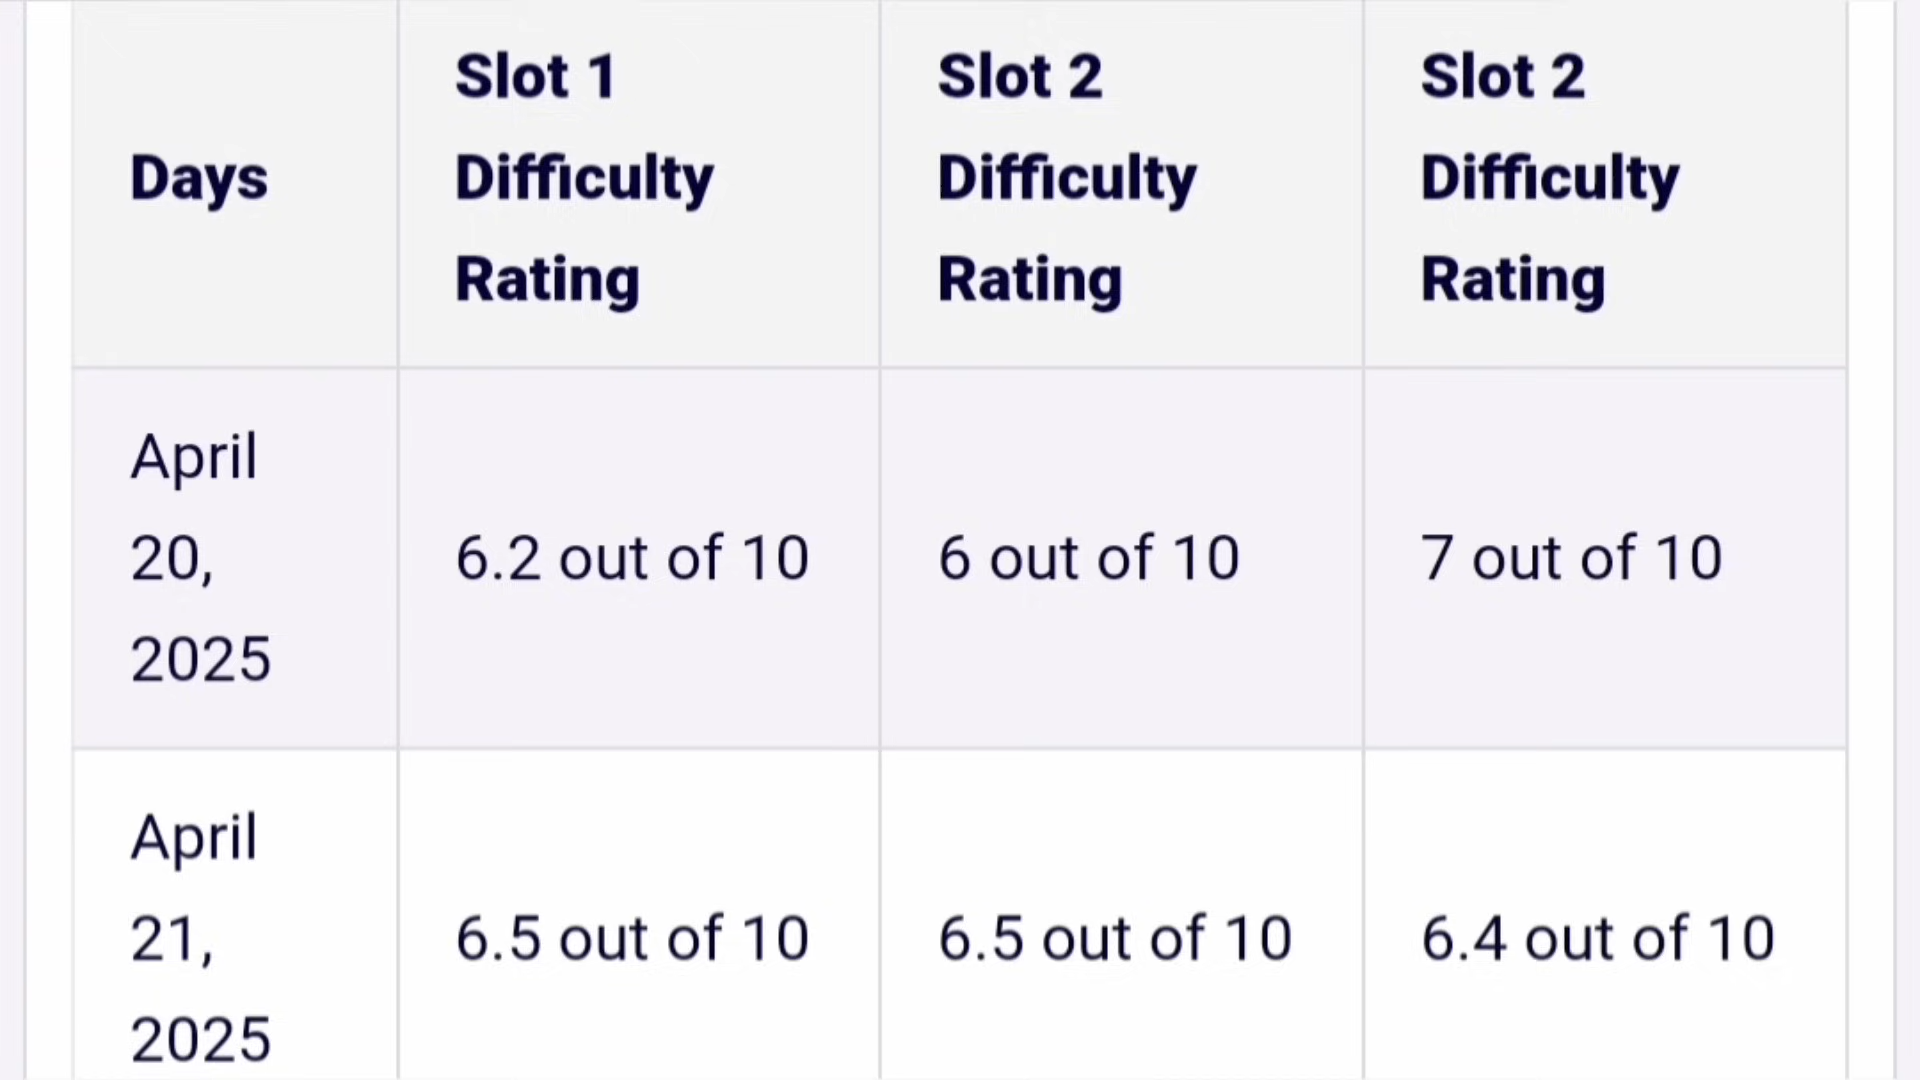 Days
Slot 1
Difficulty
Rating
Slot 2
Difficulty
Rating
Slot 2
Difficulty
Rating
April
20,
2025
6.2 out of 10
6 out of 10
7 out of 10
April
21,
2025
6.5 out of 10
6.5 out of 10
6.4 out of 10